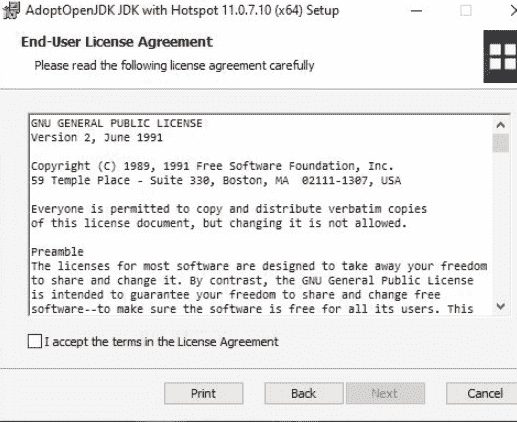 AdoptOpenJDK JDK with Hotspot 11.0.7.10 (x64) Setup
End-User License Agreement
Please read the following license agreement carefully
GNU GENERAL PUBLIC LICENSE
Version 2, June 1991
Copyright (C) 1989, 1991 Free Software Foundation, Inc.
59 Temple Place - Suite 330, Boston, MA  02111-1307, USA
Everyone is permitted to copy and distribute verbatim copies
of this license document, but changing it is not allowed.
Preamble
The licenses for most software are designed to take away your freedom
to share and change it. By contrast, the GNU General Public License
is intended to guarantee your freedom to share and change free
software--to make sure the software is free for all its users. This
I accept the terms in the License Agreement
Print
Back
Next
Cancel